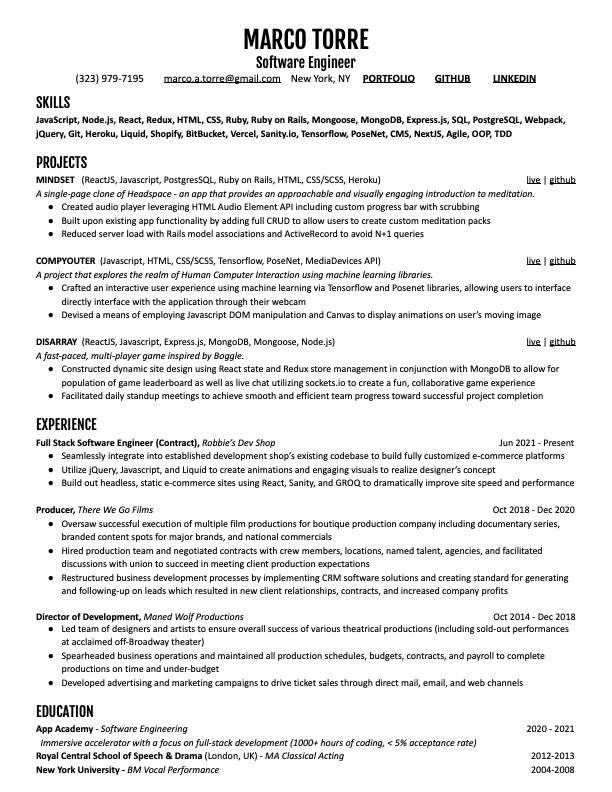 MARCO TORRE
Software Engineer
(323) 979-7195 marco.a.torre@gmail.com New York, NY PORTFOLIO GITHUB LINKEDIN
SKILLS
JavaScript, Node.js, React, Redux, HTML, CSS, Ruby, Ruby on Rails, Mongoose, MongoDB, Express.js, SQL, PostgreSQL, Webpack,
jQuery, Git, Heroku, Liquid, Shopify, BitBucket, Vercel, Sanity.io, Tensorflow, PoseNet, CMS, NextJS, Agile, OOP, TDD
PROJECTS
MINDSET (ReactJS, Javascript, PostgresSQL, Ruby on Rails, HTML, CSS/SCSS, Heroku) live | github
A single-page clone of Headspace - an app that provides an approachable and visually engaging introduction to meditation.
● Created audio player leveraging HTML Audio Element API including custom progress bar with scrubbing
● Built upon existing app functionality by adding full CRUD to allow users to create custom meditation packs
● Reduced server load with Rails model associations and ActiveRecord to avoid N+1 queries
COMPYOUTER (Javascript, HTML, CSS/SCSS, Tensorflow, PoseNet, MediaDevices API) live | github
A project that explores the realm of Human Computer Interaction using machine learning libraries.
● Crafted an interactive user experience using machine learning via Tensorflow and Posenet libraries, allowing users to interface
directly interface with the application through their webcam
● Devised a means of employing Javascript DOM manipulation and Canvas to display animations on user's moving image
DISARRAY (ReactJS, Javascript, Express.js, MongoDB, Mongoose, Node.js) live | github
A fast-paced, multi-player game inspired by Boggle.
● Constructed dynamic site design using React state and Redux store management in conjunction with MongoDB to allow for
population of game leaderboard as well as live chat utilizing sockets.io to create a fun, collaborative game experience
● Facilitated daily standup meetings to achieve smooth and efficient team progress toward successful project completion
EXPERIENCE
Full Stack Software Engineer (Contract), Robbie's Dev Shop Jun 2021 - Present
● Seamlessly integrate into established development shop's existing codebase to build fully customized e-commerce platforms
● Utilize jQuery, Javascript, and Liquid to create animations and engaging visuals to realize designer's concept
● Build out headless, static e-commerce sites using React, Sanity, and GROQ to dramatically improve site speed and performance
Producer, There We Go Films Oct 2018 - Dec 2020
● Oversaw successful execution of multiple film productions for boutique production company including documentary series,
branded content spots for major brands, and national commercials
● Hired production team and negotiated contracts with crew members, locations, named talent, agencies, and facilitated
discussions with union to succeed in meeting client production expectations
● Restructured business development processes by implementing CRM software solutions and creating standard for generating
and following-up on leads which resulted in new client relationships, contracts, and increased company profits
Director of Development, Maned Wolf Productions Oct 2014 - Dec 2018
● Led team of designers and artists to ensure overall success of various theatrical productions (including sold-out performances
at acclaimed off-Broadway theater)
● Spearheaded business operations and maintained all production schedules, budgets, contracts, and payroll to complete
productions on time and under-budget
● Developed advertising and marketing campaigns to drive ticket sales through direct mail, email, and web channels
EDUCATION
App Academy - Software Engineering 2020 - 2021
Immersive accelerator with a focus on full-stack development (1000+ hours of coding, < 5% acceptance rate)
Royal Central School of Speech & Drama (London, UK) - MA Classical Acting 2012-2013
New York University - BM Vocal Performance 2004-2008